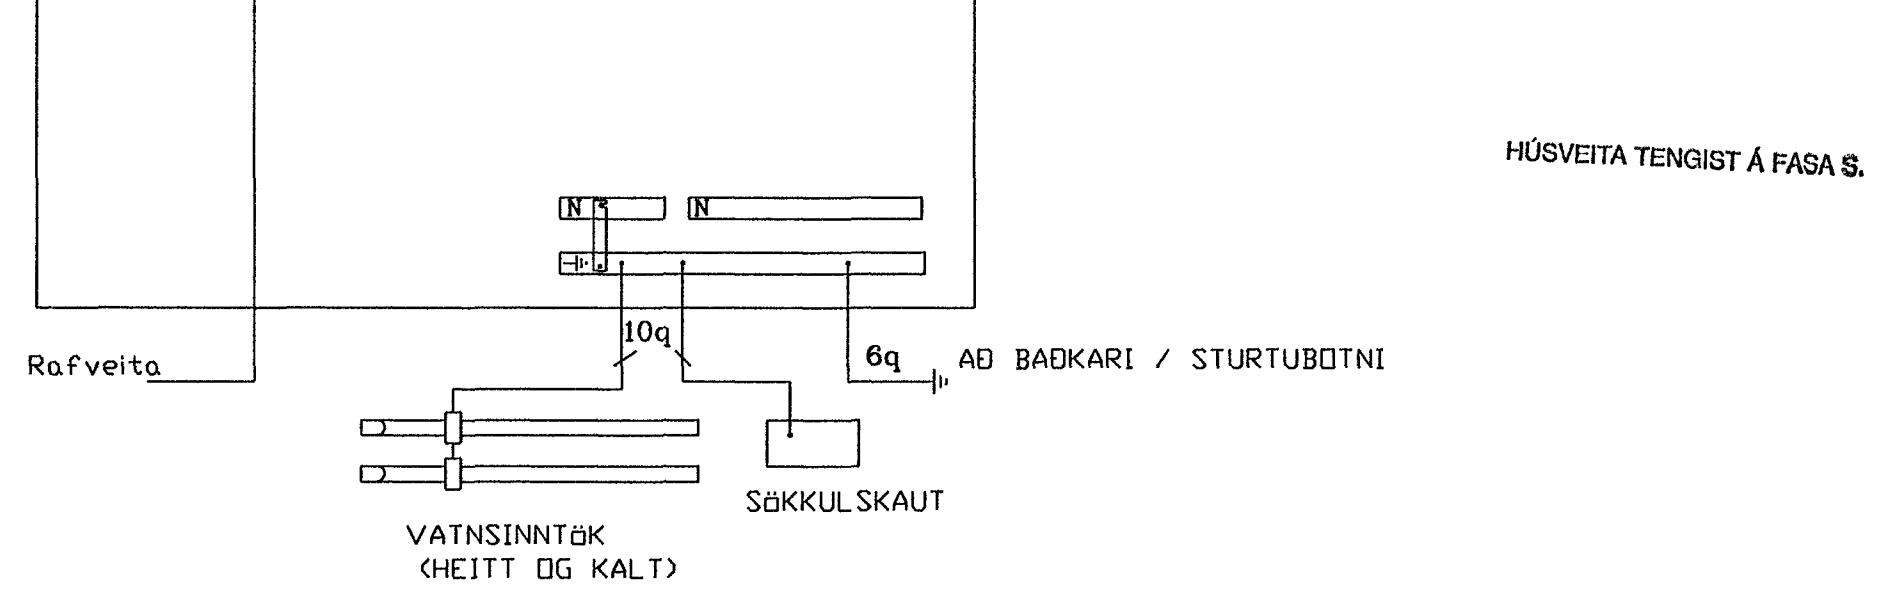 HÚSVEITA TENGIST Á FASA S.
N N
10q
Rafveita
6q AÐ BAÐKARI / STURTUBOTNI
SöKKULSKAUT
VATNSINNTöK
(HEITT OG KALT)